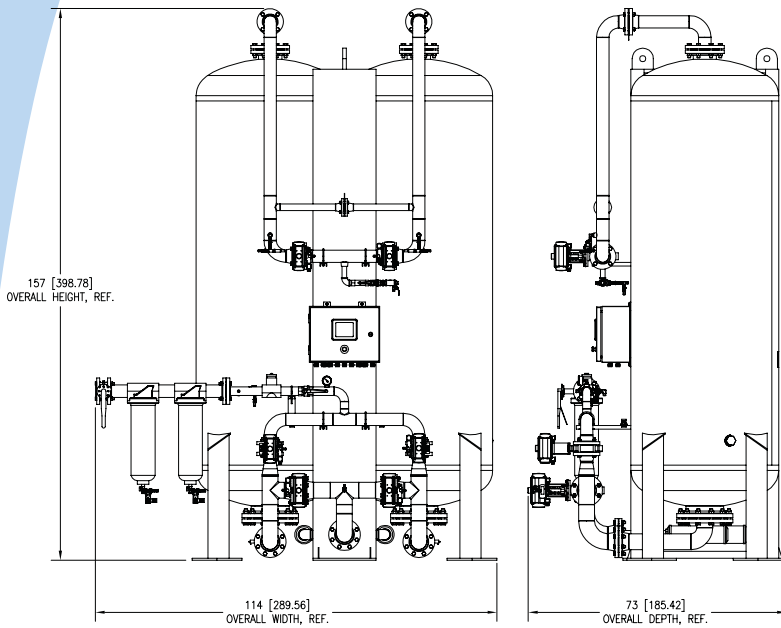 157 [398.78]
OVERALL HEIGHT, REF.
114 [289.56]
OVERALL WIDTH, REF.
73 [185.42]
OVERALL DEPTH, REF.